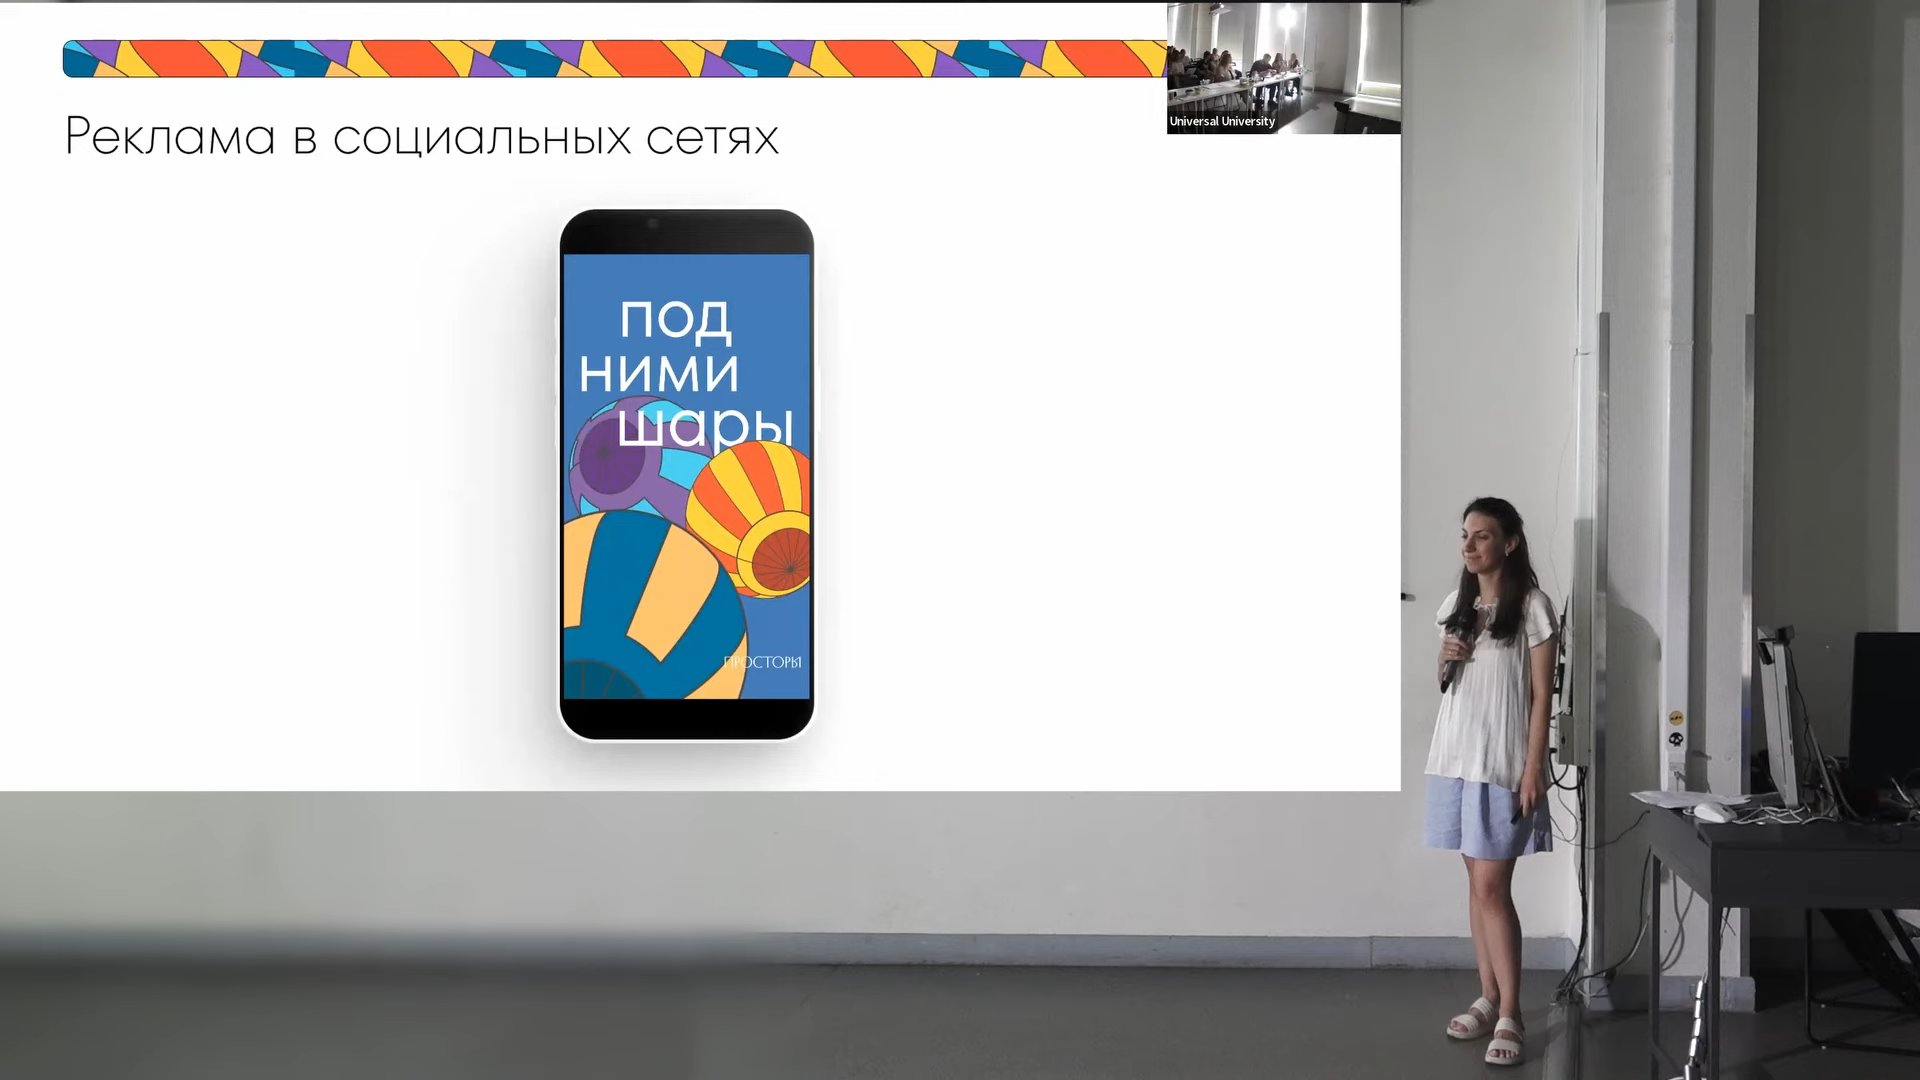 Universal University
Реклама в социальных сетях
под
ними
шары
ПРОСТОРЫ